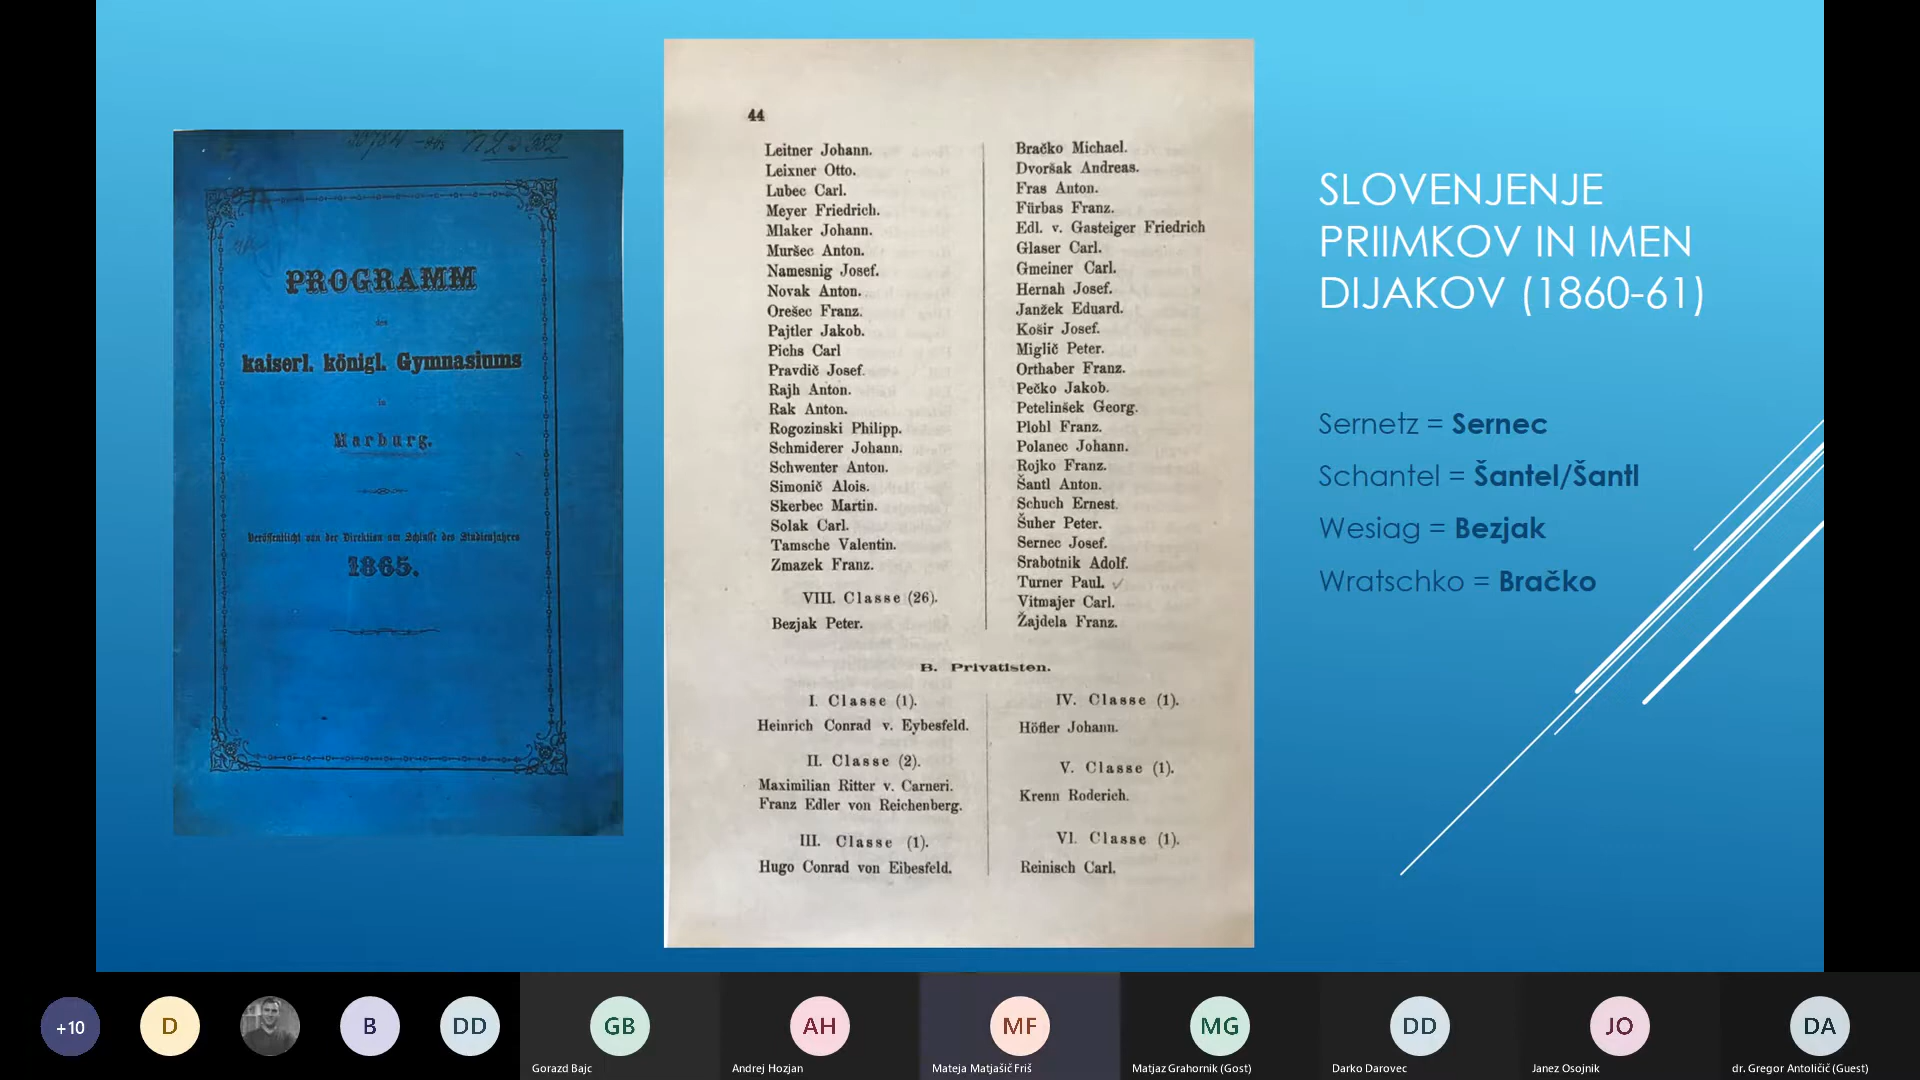 PROGRAMM
des
kaiserl. königl. Gymnasiums
in
Marburg.
Veröffentlicht von der Direktion am Schlusse des Studienjahres
1865.
44
Leitner Johann.
Leixner Otto.
Lubec Carl.
Meyer Friedrich.
Mlaker Johann.
Muršec Anton.
Namesnig Josef.
Novak Anton.
Orešec Franz.
Pajtler Jakob.
Pichs Carl
Pravdič Josef.
Rajh Anton.
Rak Anton.
Rogozinski Philipp.
Schmiderer Johann.
Schwenter Anton.
Simonič Alois.
Skerbec Martin.
Solak Carl.
Tamsche Valentin.
Zmazek Franz.
VIII. Classe (26).
Bezjak Peter.
Bračko Michael.
Dvoršak Andreas.
Fras Anton.
Fürbas Franz.
Edl. v. Gasteiger Friedrich
Glaser Carl.
Gmeiner Carl.
Hernah Josef.
Janžek Eduard.
Košir Josef.
Miglič Peter.
Orthaber Franz.
Pečko Jakob.
Petelinšek Georg.
Plohl Franz.
Polanec Johann.
Rojko Franz.
Šantl Anton.
Schuch Ernest.
Šuher Peter.
Sernec Josef.
Srabotnik Adolf.
Turner Paul.
Vitmajer Carl.
Žajdela Franz.
B. Privatisten.
I. Classe (1).
Heinrich Conrad v. Eybesfeld.
II. Classe (2).
Maximilian Ritter v. Carneri.
Franz Edler von Reichenberg.
III. Classe (1).
Hugo Conrad von Eibesfeld.
IV. Classe (1).
Höfler Johann.
V. Classe (1).
Krenn Roderich.
VI. Classe (1).
Reinisch Carl.
SLOVENJENJE
PRIIMKOV IN IMEN
DIJAKOV (1860-61)
Sernetz = Sernec
Schantel = Šantel/Šantl
Wesiag = Bezjak
Wratschko = Bračko
+10
D
B
DD
GB
Gorazd Bajc
AH
Andrej Hozjan
MF
Mateja Matjašič Friš
MG
Matjaz Grahornik (Gost)
DD
Darko Darovec
JO
Janez Osojnik
DA
dr. Gregor Antoličič (Guest)